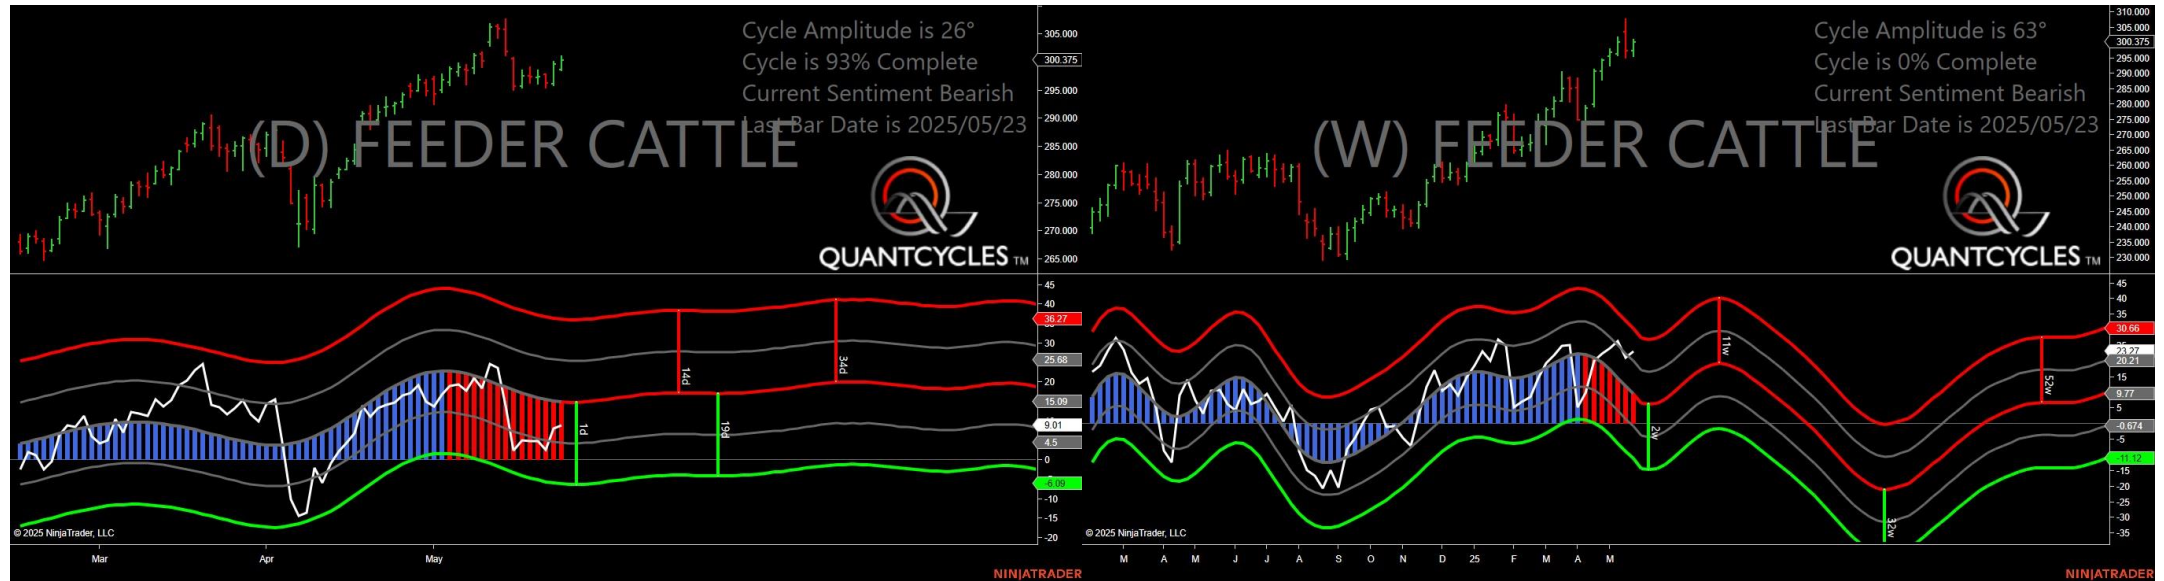 Cycle Amplitude is 26°
Cycle is 93% Complete
Current Sentiment Bearish
Last Bar Date is 2025/05/23
(D) FEEDER CATTLE
QUANTCYCLES TM
305.000
300.375
295.000
290.000
285.000
280.000
275.000
270.000
265.000
45
40
36.27
30
25.68
20
15.09
9.01
4.5
0
-6.09
-10
-15
-20
14d
34d
1d
19d
© 2025 NinjaTrader, LLC
Mar
Apr
May
NINJATRADER
Cycle Amplitude is 63°
Cycle is 0% Complete
Current Sentiment Bearish
Last Bar Date is 2025/05/23
(W) FEEDER CATTLE
QUANTCYCLES TM
310.000
305.000
300.375
295.000
290.000
285.000
280.000
275.000
270.000
265.000
260.000
255.000
250.000
245.000
240.000
235.000
230.000
45
40
35
30.66
23.27
20.21
15
9.77
5
-0.674
-5
-11.12
-15
-20
-25
-30
-35
11w
52w
2w
32w
© 2025 NinjaTrader, LLC
M A M J J A S O N D 25 F M A M
NINJATRADER